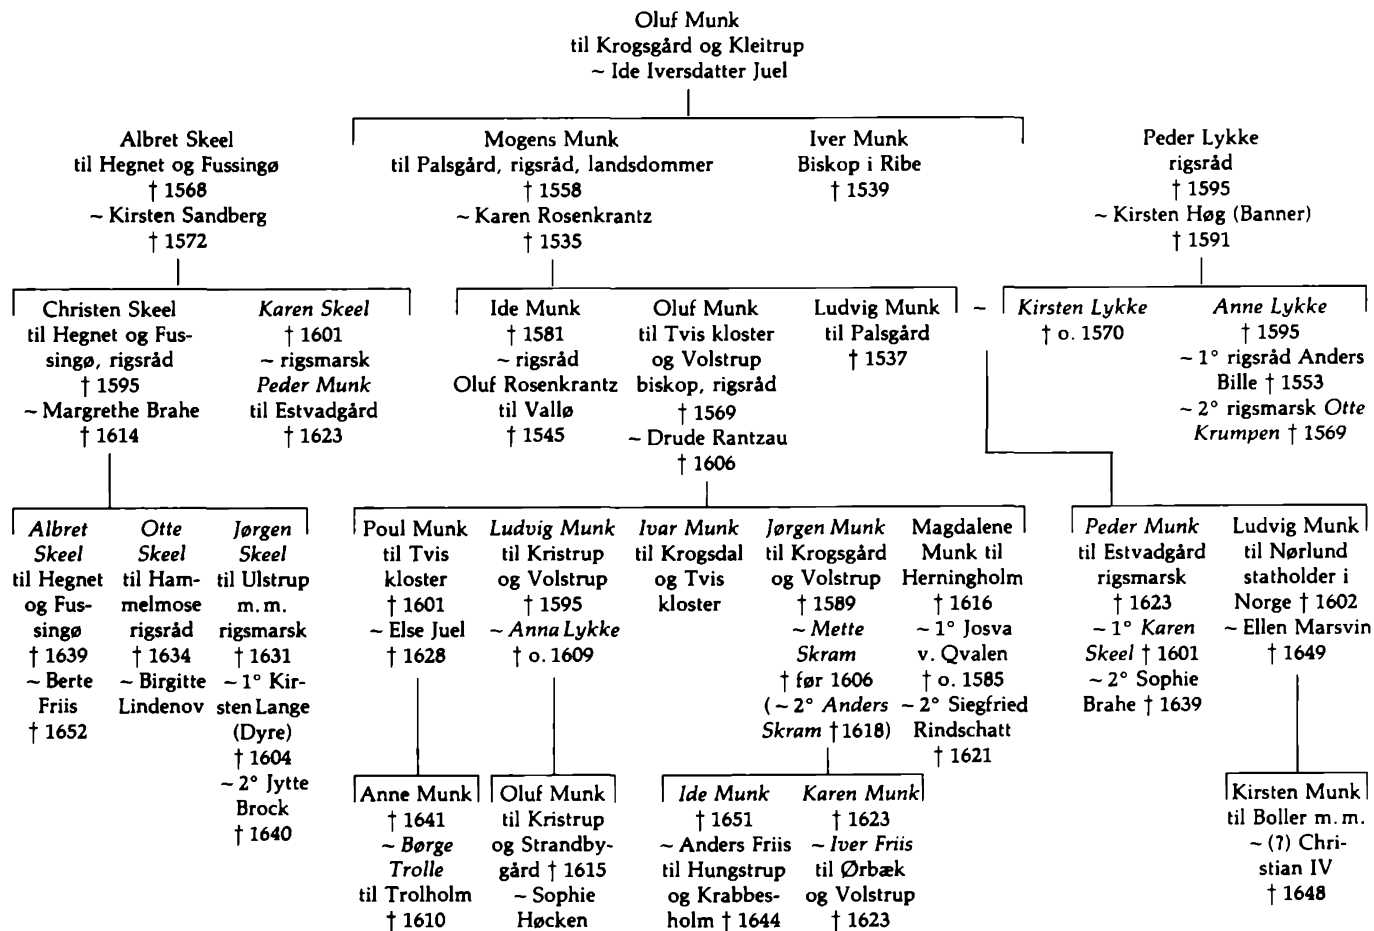 Oluf Munk
til Krogsgård og Kleitrup
~ Ide Iversdatter Juel
Albret Skeel
til Hegnet og Fussingø
† 1568
~ Kirsten Sandberg
† 1572
Mogens Munk
til Palsgård, rigsråd, landsdommer
† 1558
~ Karen Rosenkrantz
† 1535
Iver Munk
Biskop i Ribe
† 1539
Peder Lykke
rigsråd
† 1595
~ Kirsten Høg (Banner)
† 1591
Christen Skeel
til Hegnet og Fus-
singø, rigsråd
† 1595
~ Margrethe Brahe
† 1614
Karen Skeel
† 1601
~ rigsmarsk
Peder Munk
til Estvadgård
† 1623
Ide Munk
† 1581
~ rigsråd
Oluf Rosenkrantz
til Vallø
† 1545
Oluf Munk
til Tvis kloster
og Volstrup
biskop, rigsråd
† 1569
~ Drude Rantzau
† 1606
Ludvig Munk
til Palsgård
† 1537
~
Kirsten Lykke
† o. 1570
Anne Lykke
† 1595
~ 1° rigsråd Anders
Bille † 1553
~ 2° rigsmarsk Otte
Krumpen † 1569
Albret
Skeel
til Hegnet
og Fus-
singø
† 1639
~ Berte
Friis
† 1652
Otte
Skeel
til Ham-
melmose
rigsråd
† 1634
~ Birgitte
Lindenov
Jørgen
Skeel
til Ulstrup
m.m.
rigsmarsk
† 1631
~ 1° Kir-
sten Lange
(Dyre)
† 1604
~ 2° Jytte
Brock
† 1640
Poul Munk
til Tvis
kloster
† 1601
~ Else Juel
† 1628
Ludvig Munk
til Kristrup
og Volstrup
† 1595
~ Anna Lykke
† o. 1609
Ivar Munk
til Krogsdal
og Tvis
kloster
Jørgen Munk
til Krogsgård
og Volstrup
† 1589
~ Mette
Skram
† før 1606
(~ 2° Anders
Skram † 1618)
Magdalene
Munk til
Herningholm
† 1616
~ 1° Josva
v. Qvalen
† o. 1585
~ 2° Siegfried
Rindschatt
† 1621
Peder Munk
til Estvadgård
rigsmarsk
† 1623
~ 1° Karen
Skeel † 1601
~ 2° Sophie
Brahe † 1639
Ludvig Munk
til Nørlund
statholder i
Norge † 1602
~ Ellen Marsvin
† 1649
Anne Munk
† 1641
~ Børge
Trolle
til Trolholm
† 1610
Oluf Munk
til Kristrup
og Strandby-
gård † 1615
~ Sophie
Høcken
Ide Munk
† 1651
~ Anders Friis
til Hungstrup
og Krabbes-
holm † 1644
Karen Munk
† 1623
~ Iver Friis
til Ørbæk
og Volstrup
† 1623
Kirsten Munk
til Boller m.m.
~ (?) Chri-
stian IV
† 1648